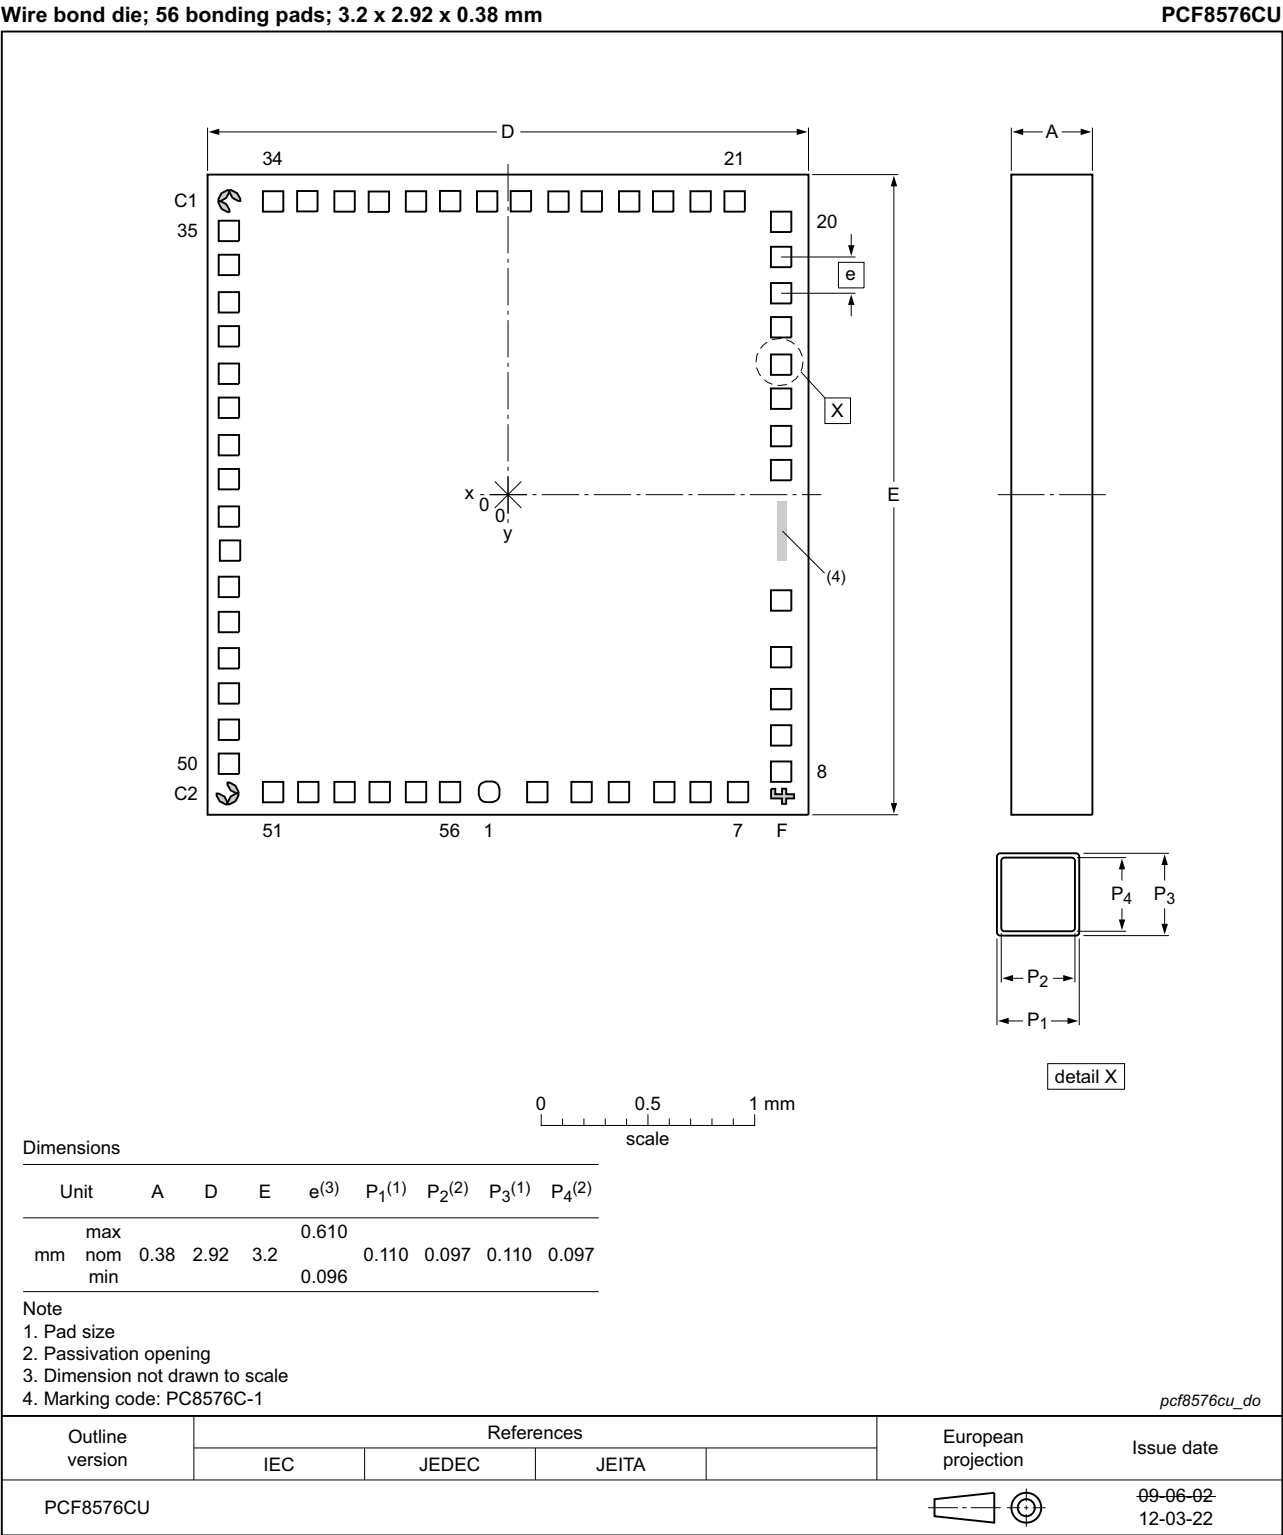 Wire bond die; 56 bonding pads; 3.2 x 2.92 x 0.38 mm PCF8576CU
D A
34 21
C1
35 20
e
X
x 0 E
0
y
(4)
50 8
C2
51 56 1 7 F
P4 P3
P2
P1
detail X
0 0.5 1 mm
scale
Dimensions
Unit A D E e(3) P1(1) P2(2) P3(1) P4(2)
max 0.610
mm nom 0.38 2.92 3.2 0.110 0.097 0.110 0.097
min 0.096
Note
1. Pad size
2. Passivation opening
3. Dimension not drawn to scale
4. Marking code: PC8576C-1 pcf8576cu_do
Outline version References European projection Issue date
IEC JEDEC JEITA
PCF8576CU 09-06-02
12-03-22